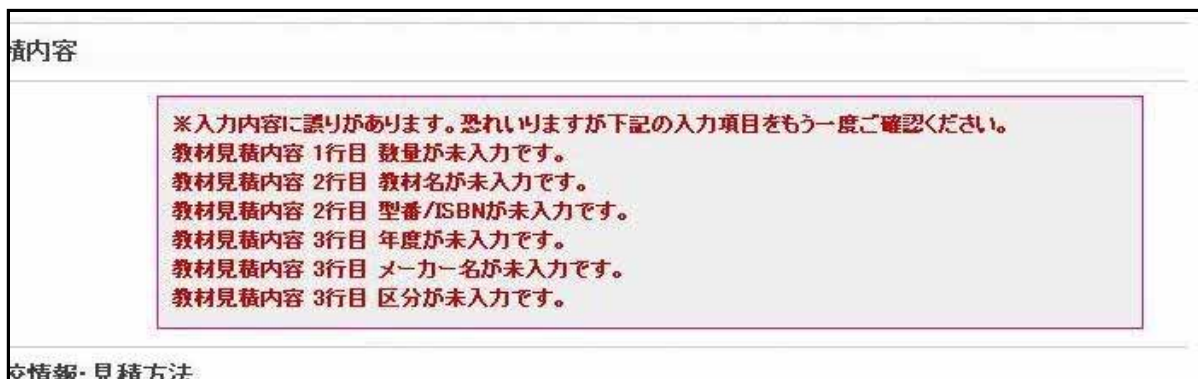 積内容
※入力内容に誤りがあります。恐れいりますが下記の入力項目をもう一度ご確認ください。
教材見積内容 1行目 数量が未入力です。
教材見積内容 2行目 教材名が未入力です。
教材見積内容 2行目 型番/ISBNが未入力です。
教材見積内容 3行目 年度が未入力です。
教材見積内容 3行目 メーカー名が未入力です。
教材見積内容 3行目 区分が未入力です。
校情報・見積方法